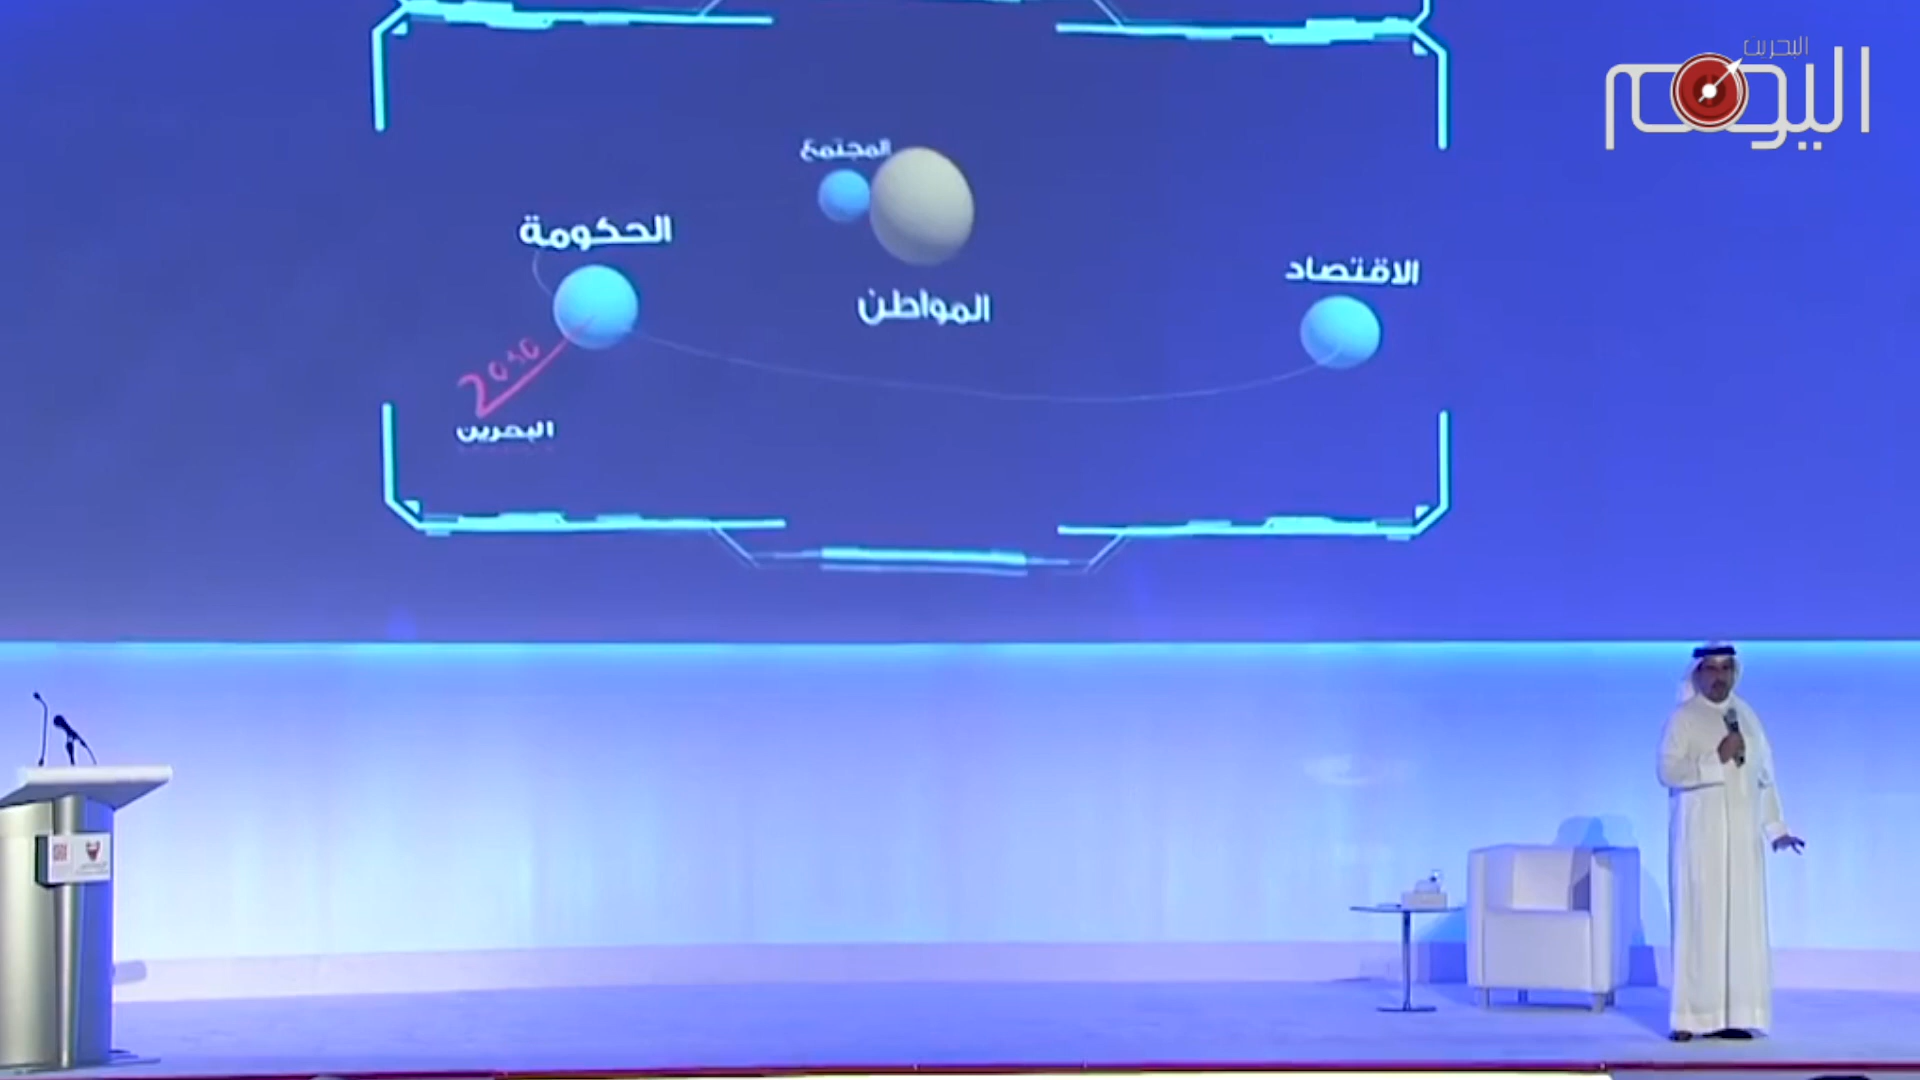 البحرين
اليوم
المجتمع
الحكومة
المواطن
الاقتصاد
2030
البحرين